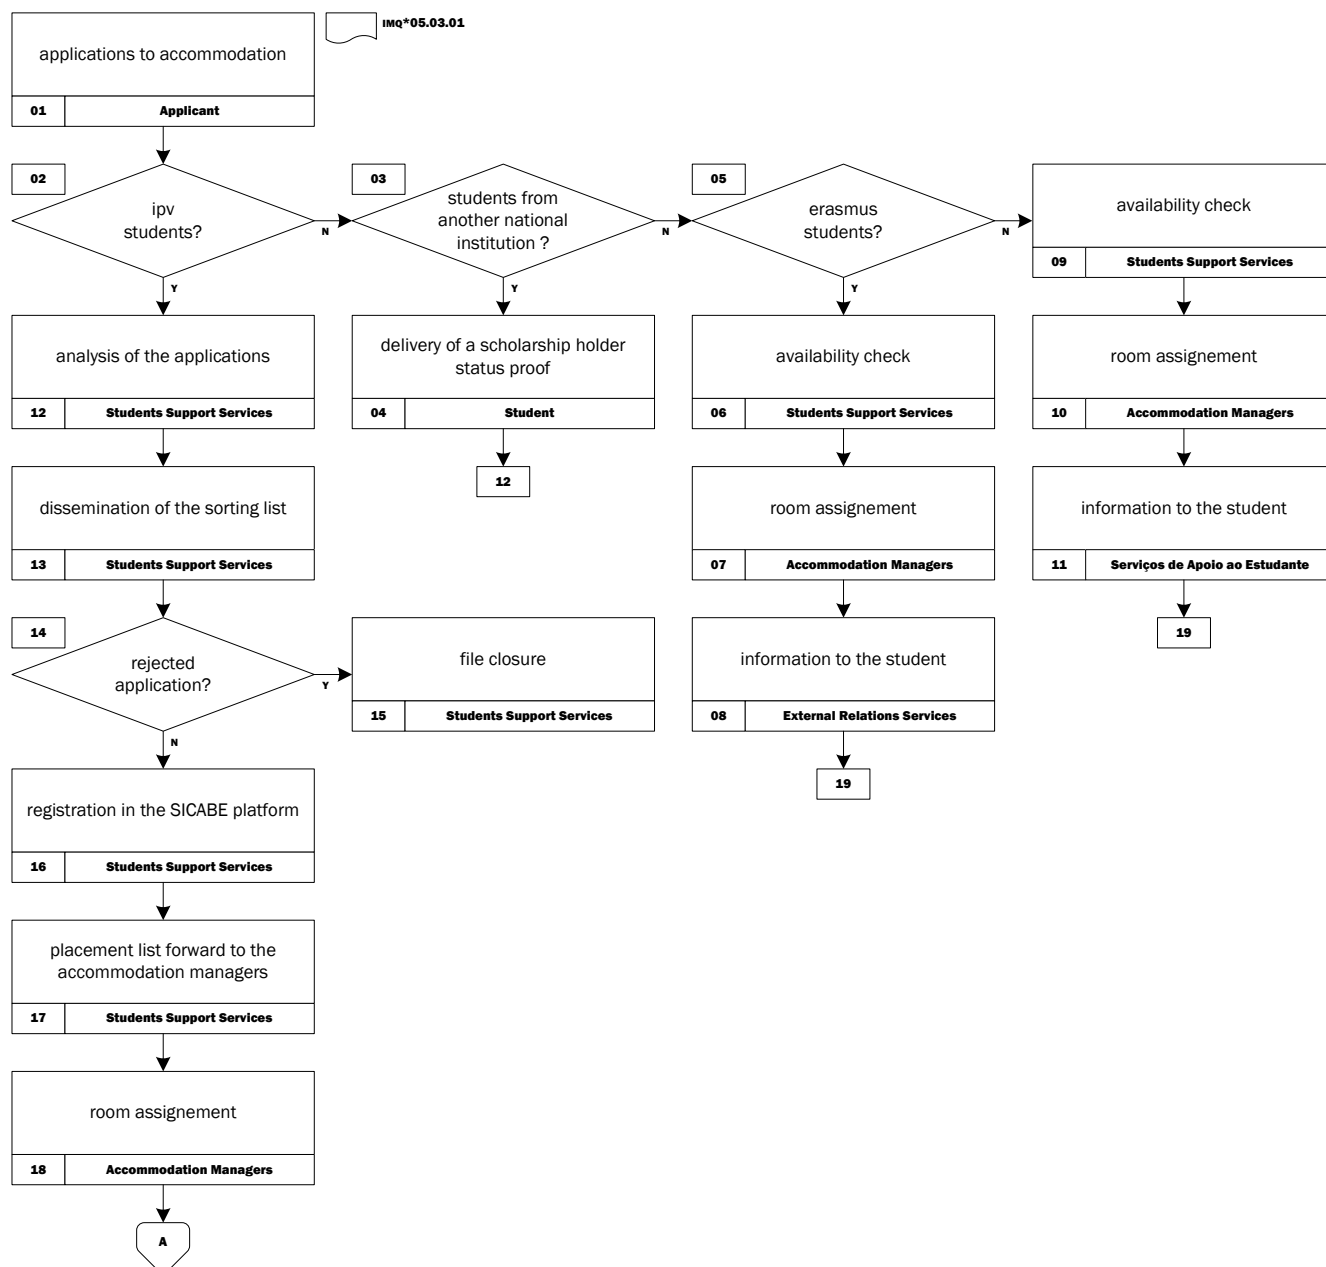 IMQ*05.03.01
applications to accommodation
01 Applicant
02
ipv
students?
N
Y
03
students from
another national
institution ?
N
Y
05
erasmus
students?
N
Y
availability check
09 Students Support Services
analysis of the applications
12 Students Support Services
delivery of a scholarship holder
status proof
04 Student
12
availability check
06 Students Support Services
room assignement
10 Accommodation Managers
dissemination of the sorting list
13 Students Support Services
room assignement
07 Accommodation Managers
information to the student
11 Serviços de Apoio ao Estudante
19
14
rejected
application?
Y
N
file closure
15 Students Support Services
information to the student
08 External Relations Services
19
registration in the SICABE platform
16 Students Support Services
placement list forward to the
accommodation managers
17 Students Support Services
room assignement
18 Accommodation Managers
A